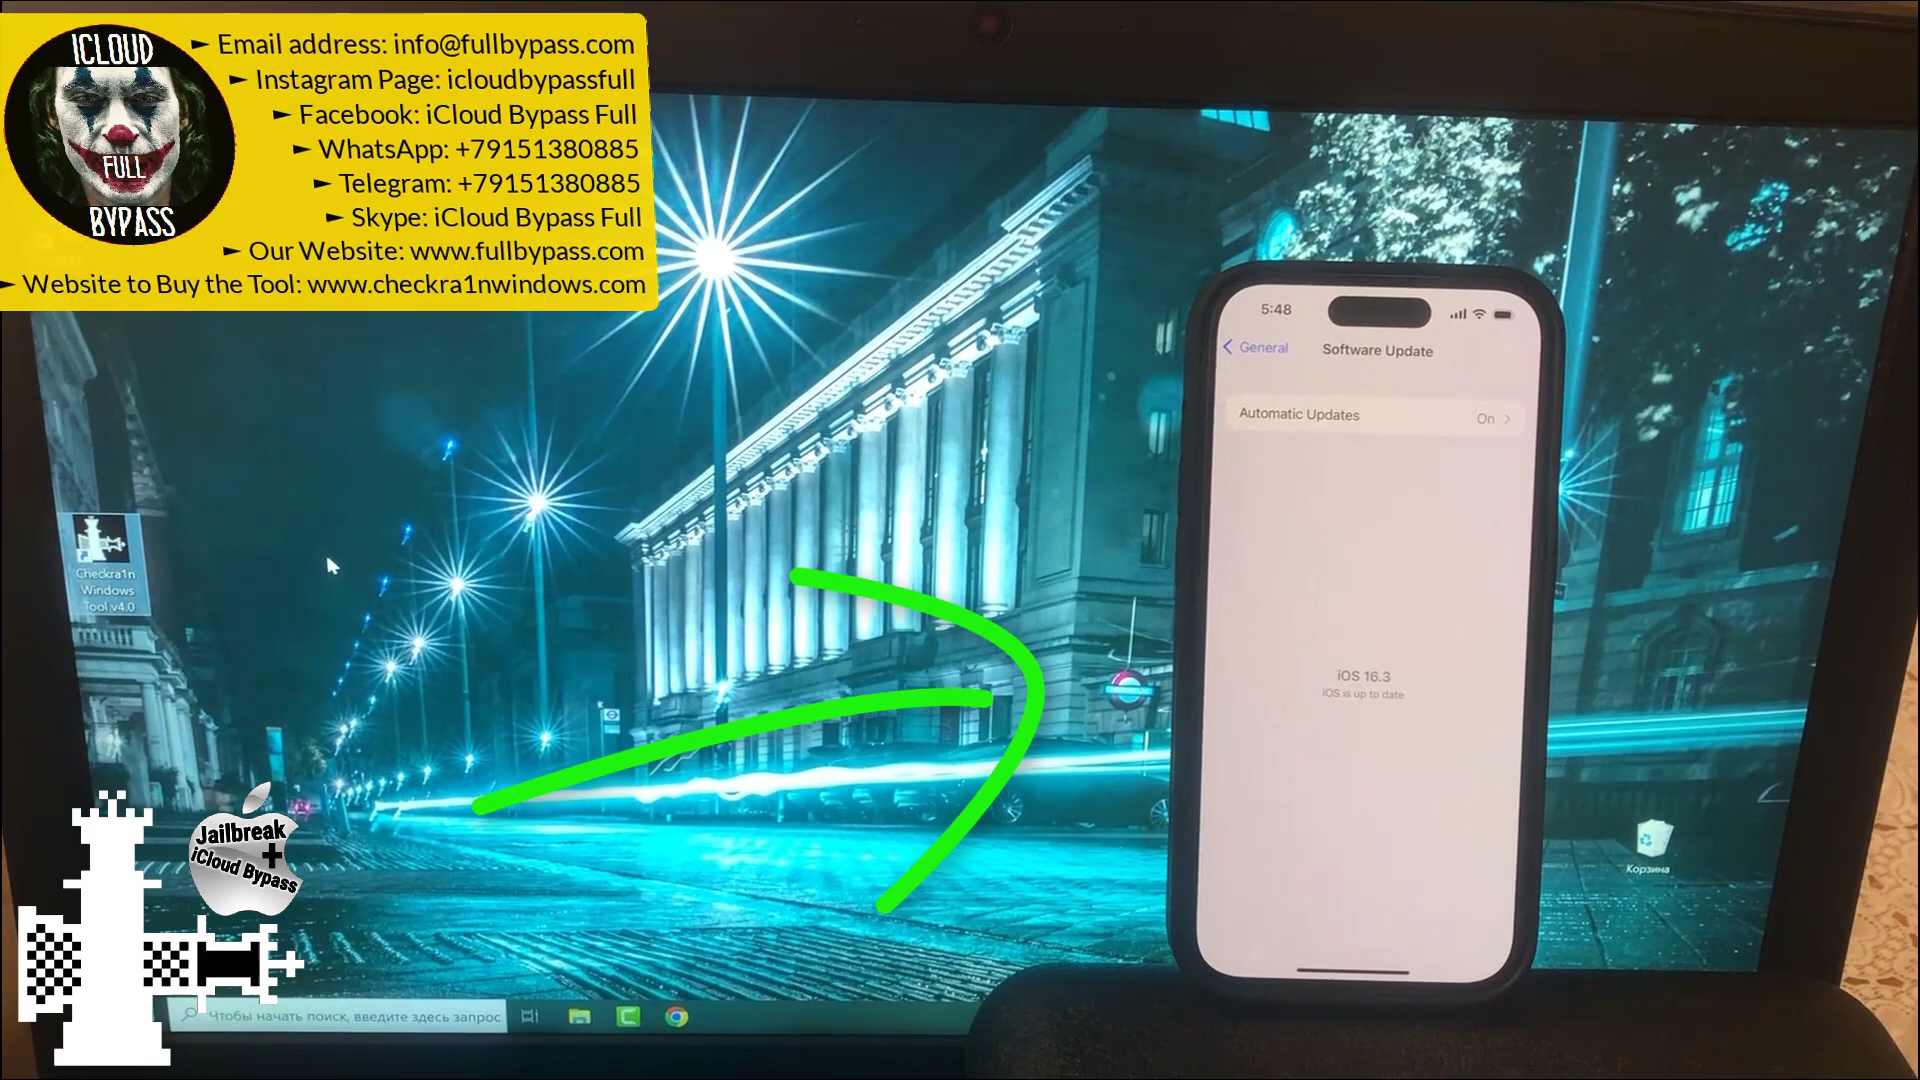 ICLOUD
FULL
BYPASS
► Email address: info@fullbypass.com
► Instagram Page: icloudbypassfull
► Facebook: iCloud Bypass Full
► WhatsApp: +79151380885
► Telegram: +79151380885
► Skype: iCloud Bypass Full
► Our Website: www.fullbypass.com
► Website to Buy the Tool: www.checkra1nwindows.com
5:48
General
Software Update
Automatic Updates
On
iOS 16.3
iOS is up to date
Checkra1n
Windows
Tool v4.0
Jailbreak
+
iCloud Bypass
Корзина
Чтобы начать поиск, введите здесь запрос